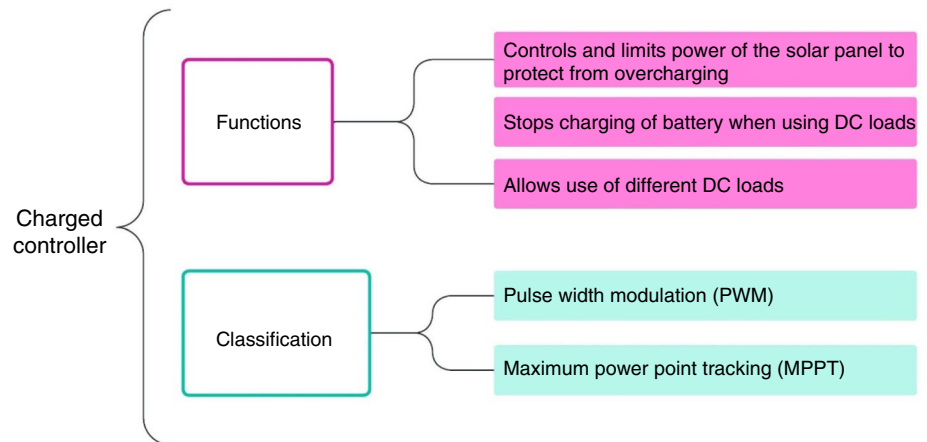 Charged
controller
Functions
Controls and limits power of the solar panel to
protect from overcharging
Stops charging of battery when using DC loads
Allows use of different DC loads
Classification
Pulse width modulation (PWM)
Maximum power point tracking (MPPT)